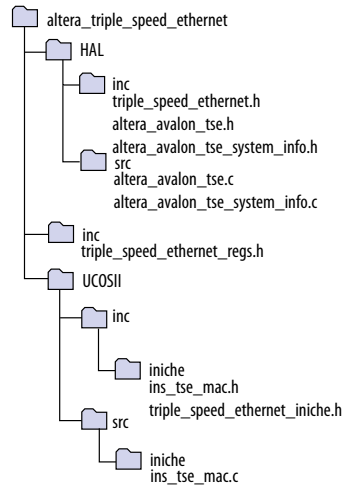 altera_triple_speed_ethernet
HAL
inc
triple_speed_ethernet.h
altera_avalon_tse.h
altera_avalon_tse_system_info.h
src
altera_avalon_tse.c
altera_avalon_tse_system_info.c
inc
triple_speed_ethernet_regs.h
UCOSII
inc
iniche
ins_tse_mac.h
triple_speed_ethernet_iniche.h
src
iniche
ins_tse_mac.c